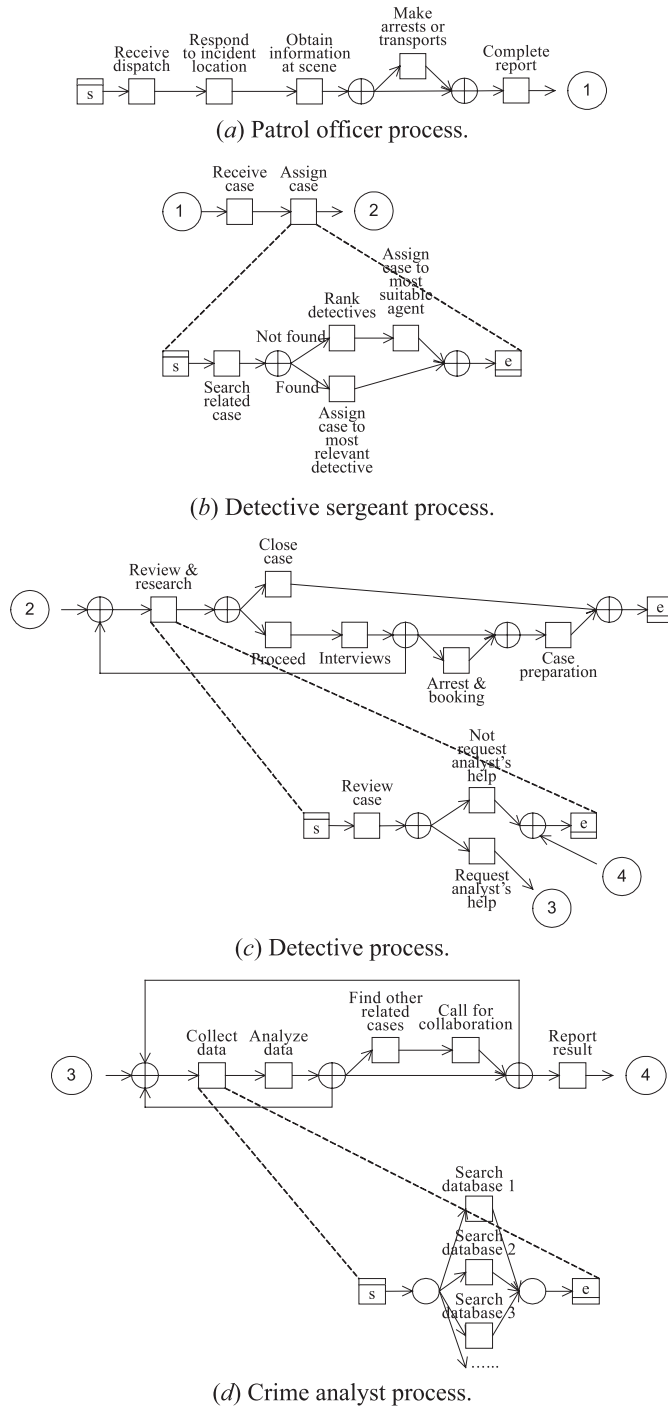 Make
arrests or
transports
Receive
dispatch
Respond
to incident
location
Obtain
information
at scene
Complete
report
s
1
(a) Patrol officer process.
Receive
case
Assign
case
1
2
Assign
case to
most
suitable
agent
Rank
detectives
Not found
s
e
Search
related
case
Found
Assign
case to
most
relevant
detective
(b) Detective sergeant process.
Close
case
Review &
research
2
e
Proceed
Interviews
Arrest &
booking
Case
preparation
Not
request
analyst's
help
Review
case
s
e
Request
analyst's
help
4
3
(c) Detective process.
Find other
related
cases
Call for
collaboration
Collect
data
Analyze
data
Report
result
3
4
Search
database 1
Search
database 2
s
e
Search
database 3
......
(d) Crime analyst process.